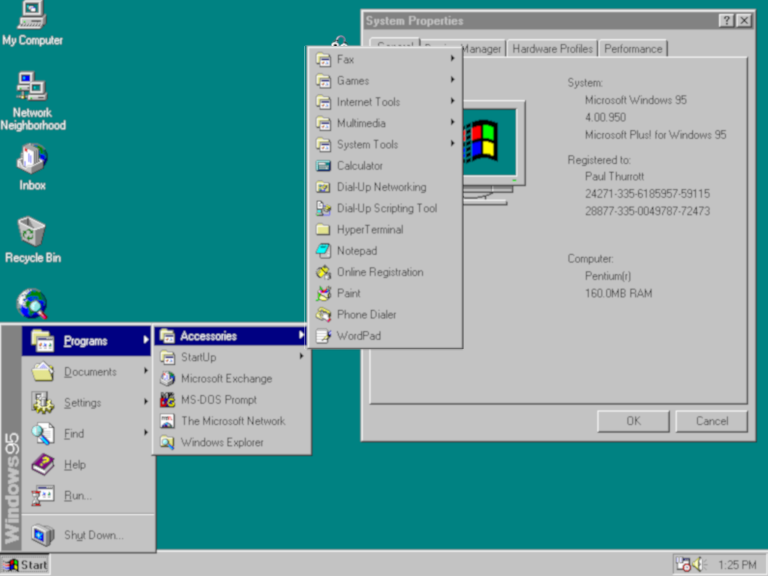 My Computer
Network
Neighborhood
Inbox
Recycle Bin
System Properties
Manager
Hardware Profiles
Performance
System:
Microsoft Windows 95
4.00.950
Microsoft Plus! for Windows 95
Registered to:
Paul Thurrott
24271-335-6185957-59115
28877-335-0049787-72473
Computer:
Pentium(r)
160.0MB RAM
OK
Cancel
Fax
Games
Internet Tools
Multimedia
System Tools
Calculator
Dial-Up Networking
Dial-Up Scripting Tool
HyperTerminal
Notepad
Online Registration
Paint
Phone Dialer
WordPad
Accessories
StartUp
Microsoft Exchange
MS-DOS Prompt
The Microsoft Network
Windows Explorer
Programs
Documents
Settings
Find
Help
Run...
Shut Down...
Windows95
Start
1:25 PM